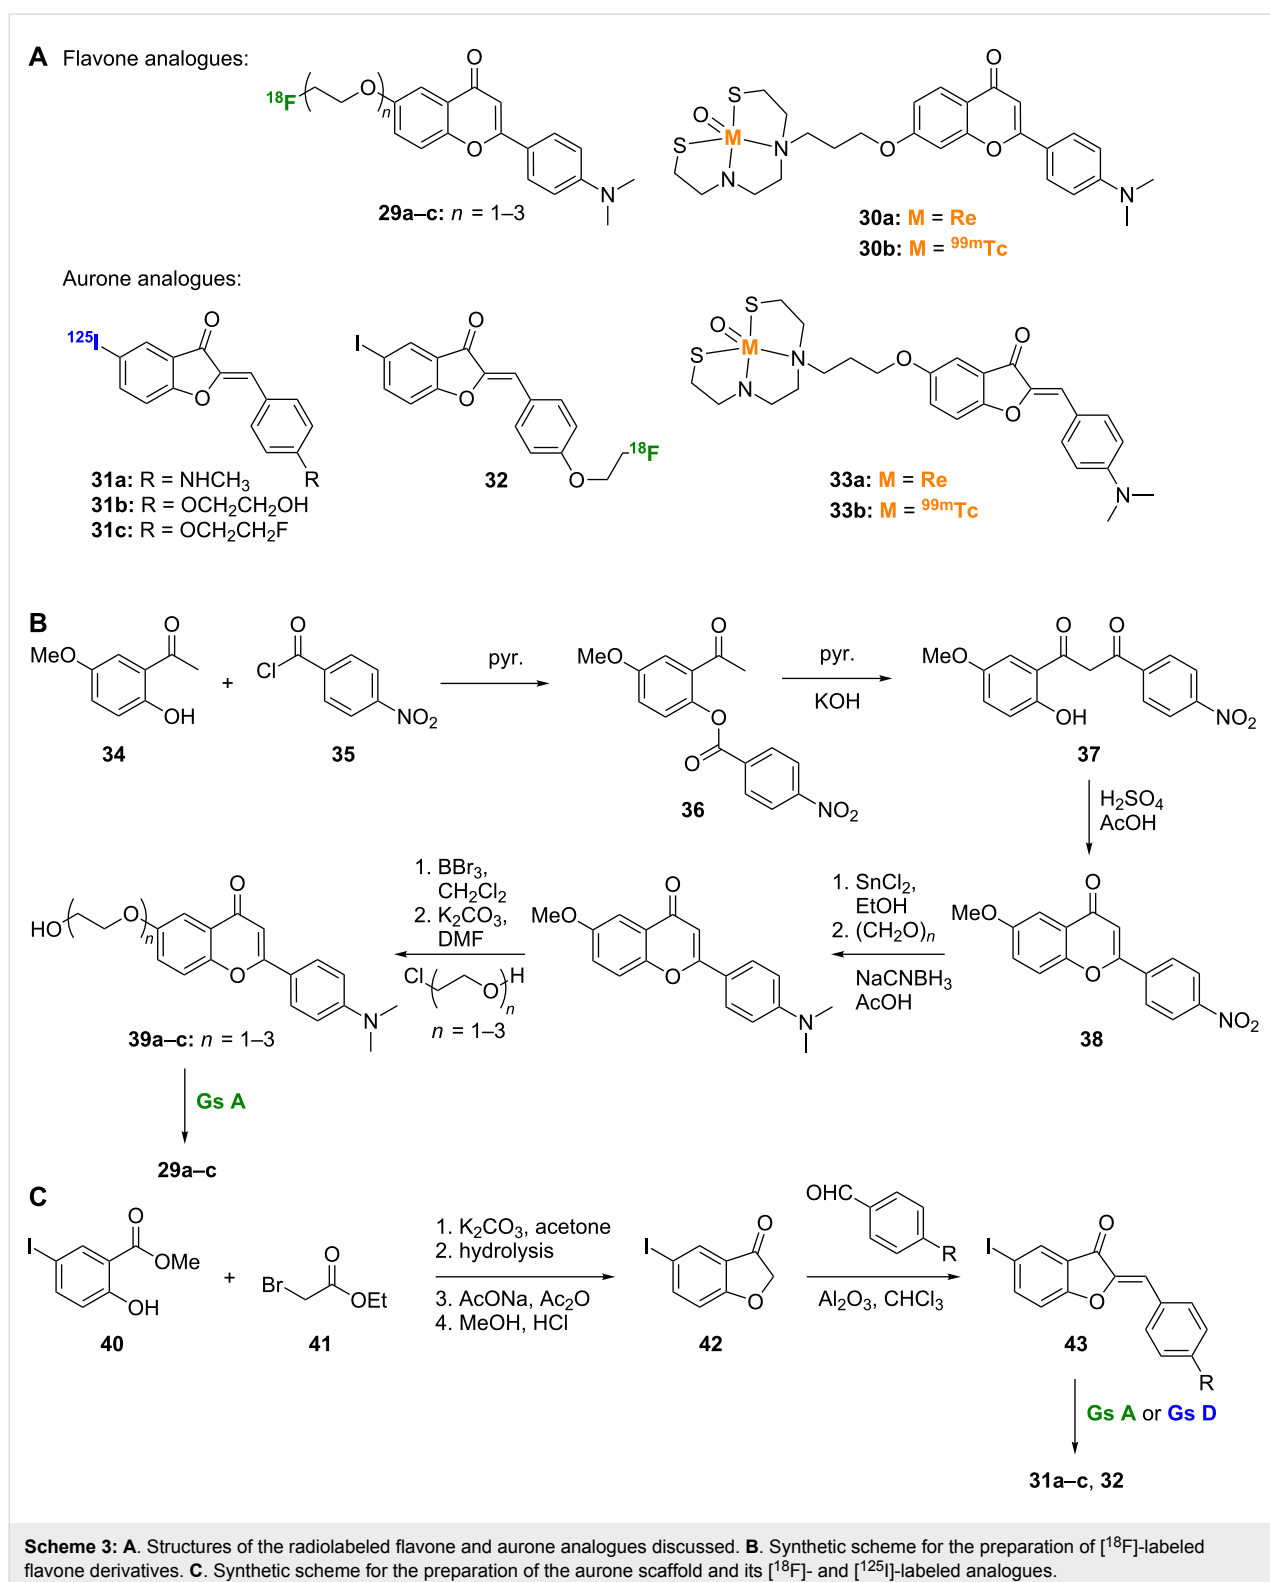 A Flavone analogues:
O
18F ( O ) n
O
N
29a–c: n = 1–3
S
O
M
S
N
N
O
O
O
N
30a: M = Re
30b: M = 99mTc
Aurone analogues:
125I
O
O
R
31a: R = NHCH3
31b: R = OCH2CH2OH
31c: R = OCH2CH2F
I
O
O
18F
O
32
S
O
M
S
N
N
O
O
O
N
33a: M = Re
33b: M = 99mTc
B
MeO
O
OH
34
+
O
Cl
NO2
35
pyr.
MeO
O
O
O
NO2
36
pyr.
KOH
O O
MeO
OH
NO2
37
H2SO4
AcOH
O
MeO
O
NO2
38
1. SnCl2,
EtOH
2. (CH2O)n
NaCNBH3
AcOH
O
MeO
O
N
1. BBr3,
CH2Cl2
2. K2CO3,
DMF
Cl ( O ) H
n
n = 1–3
O
HO ( O ) n
O
N
39a–c: n = 1–3
Gs A
29a–c
C
I
O
OMe
OH
40
+
O
Br
OEt
41
1. K2CO3, acetone
2. hydrolysis
3. AcONa, Ac2O
4. MeOH, HCl
I
O
O
42
OHC
R
Al2O3, CHCl3
I
O
O
R
43
Gs A or Gs D
31a–c, 32
Scheme 3: A. Structures of the radiolabeled flavone and aurone analogues discussed. B. Synthetic scheme for the preparation of [18F]-labeled
flavone derivatives. C. Synthetic scheme for the preparation of the aurone scaffold and its [18F]- and [125I]-labeled analogues.